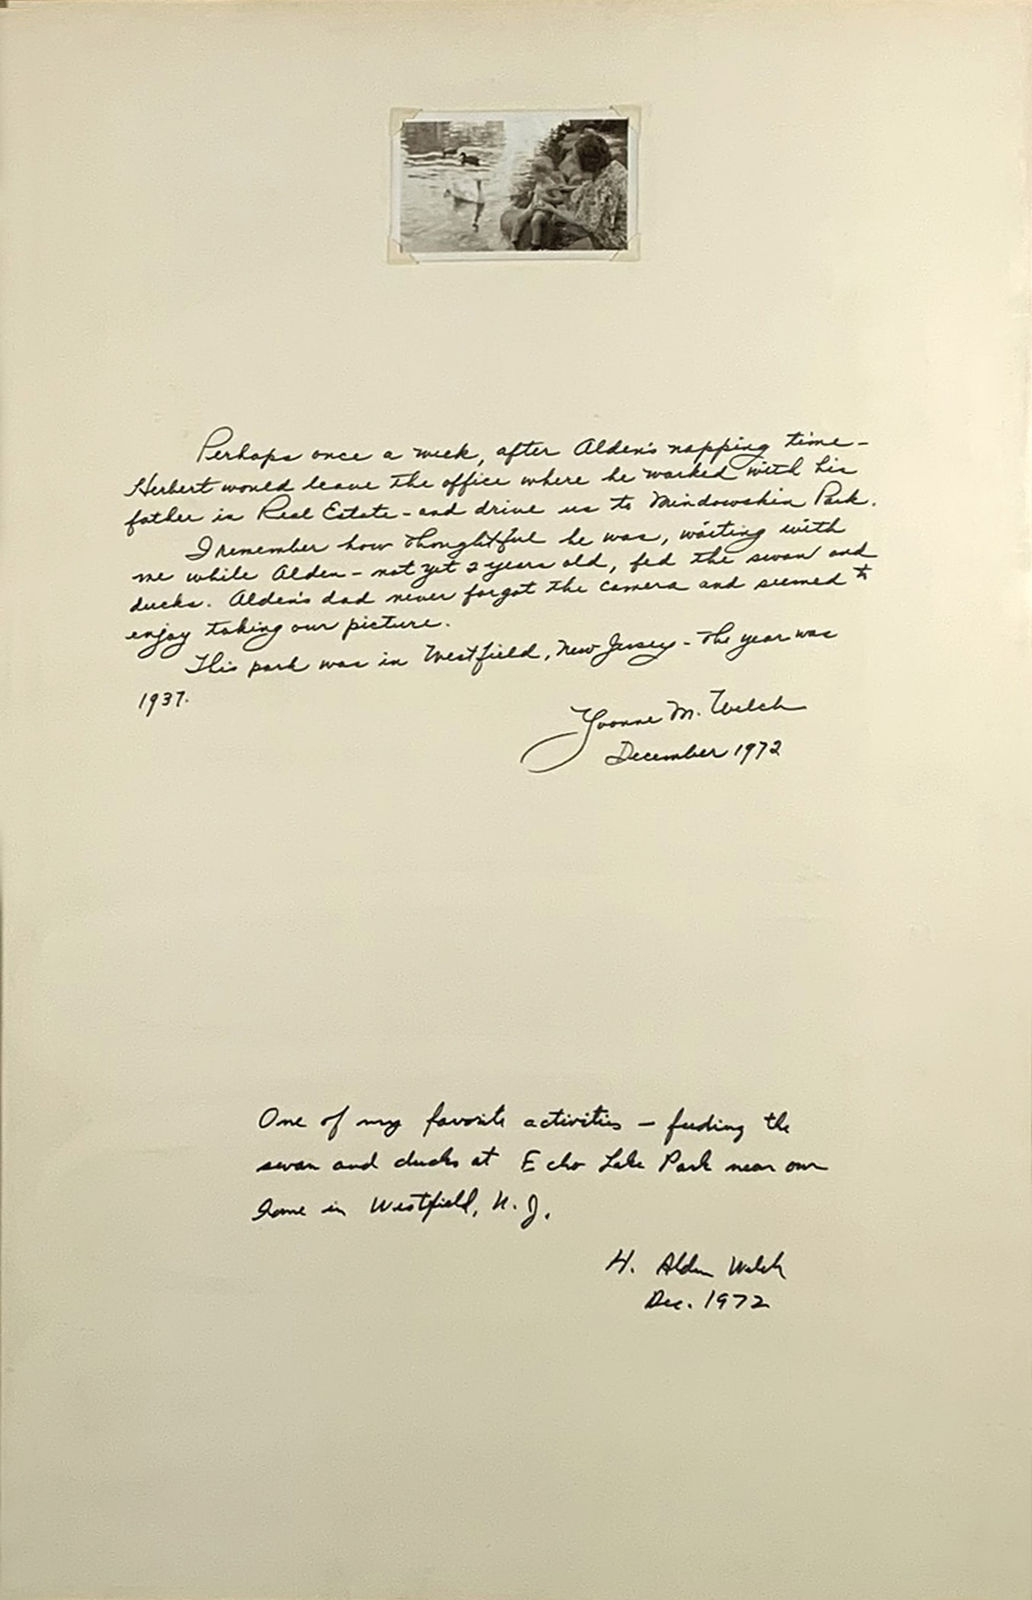 Perhaps once a week, after Alden's napping time –
Herbert would leave the office where he worked with his
father in Real Estate – and drive us to Mindowskin Park.
I remember how thoughtful he was, waiting with
me while Alden – not yet 2 years old, fed the swan and
ducks. Alden's dad never forgot the camera and seemed to
enjoy taking our picture.
This park was in Westfield, New Jersey – The year was
1937.
Yvonne M. Welch
December 1972
One of my favorite activities – feeding the
swan and ducks at Echo Lake Park near our
home in Westfield, N. J.
H. Alden Welch
Dec. 1972